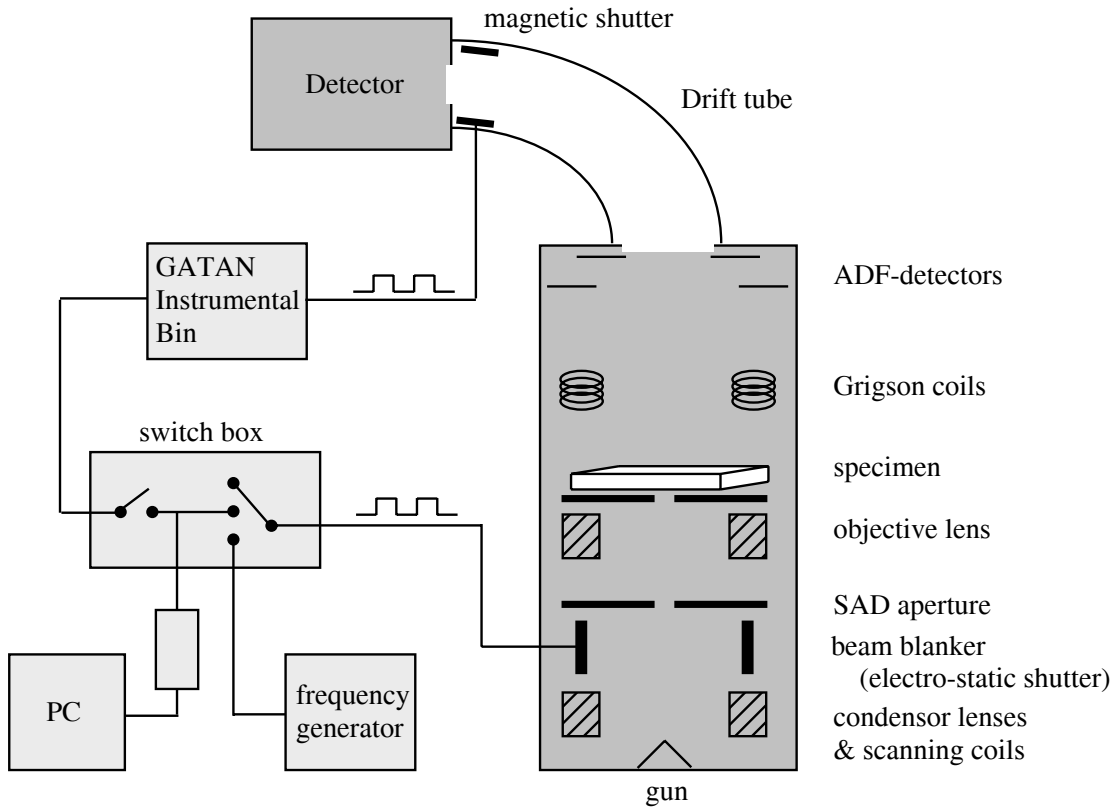 magnetic shutter
Detector
Drift tube
GATAN
Instrumental
Bin
ADF-detectors
Grigson coils
switch box
specimen
objective lens
SAD aperture
beam blanker
(electro-static shutter)
PC
frequency
generator
condensor lenses
& scanning coils
gun